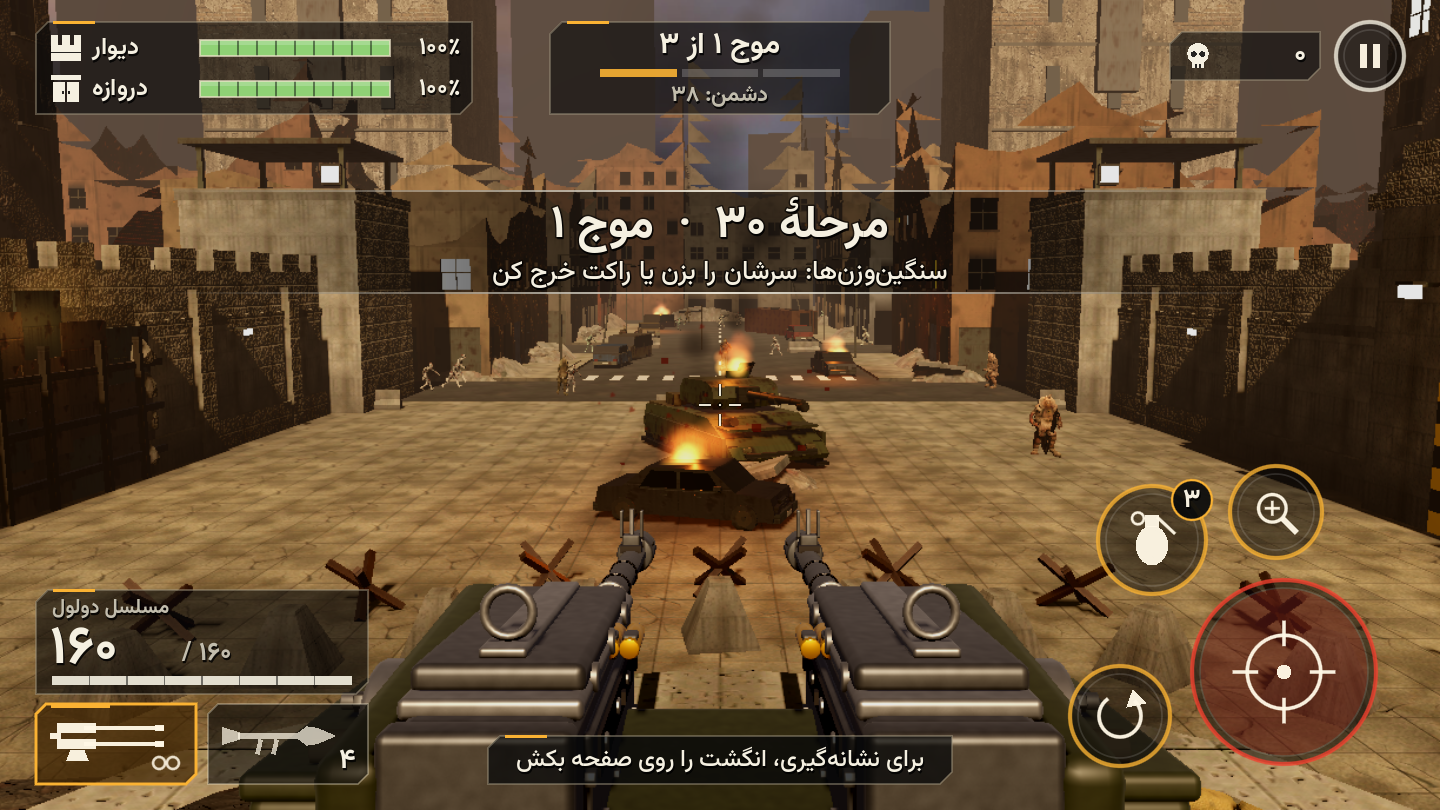 دیوار ۱۰۰٪
دروازه ۱۰۰٪
موج ۱ از ۳
دشمن: ۳۸
۰
مرحلهٔ ۳۰ · موج ۱
سنگین‌وزن‌ها: سرشان را بزن یا راکت خرج کن
۳
مسلسل دولول
۱۶۰ / ۱۶۰
∞
۴
برای نشانه‌گیری، انگشت را روی صفحه بکش